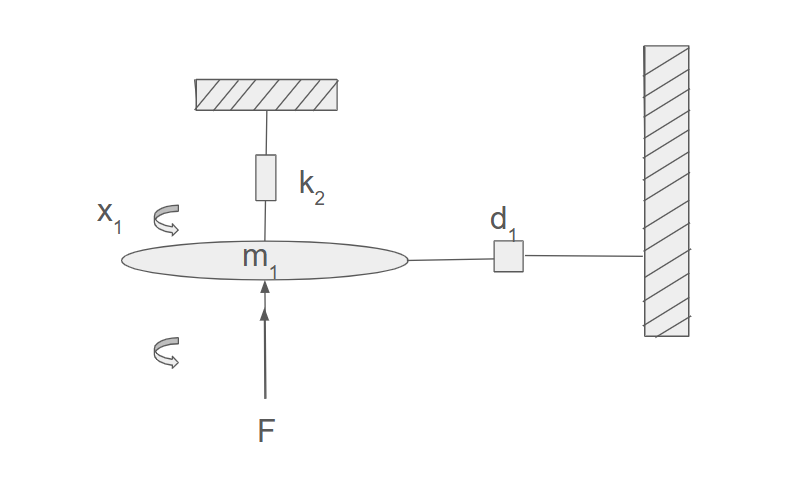 k₂
x₁
d₁
m₁
F